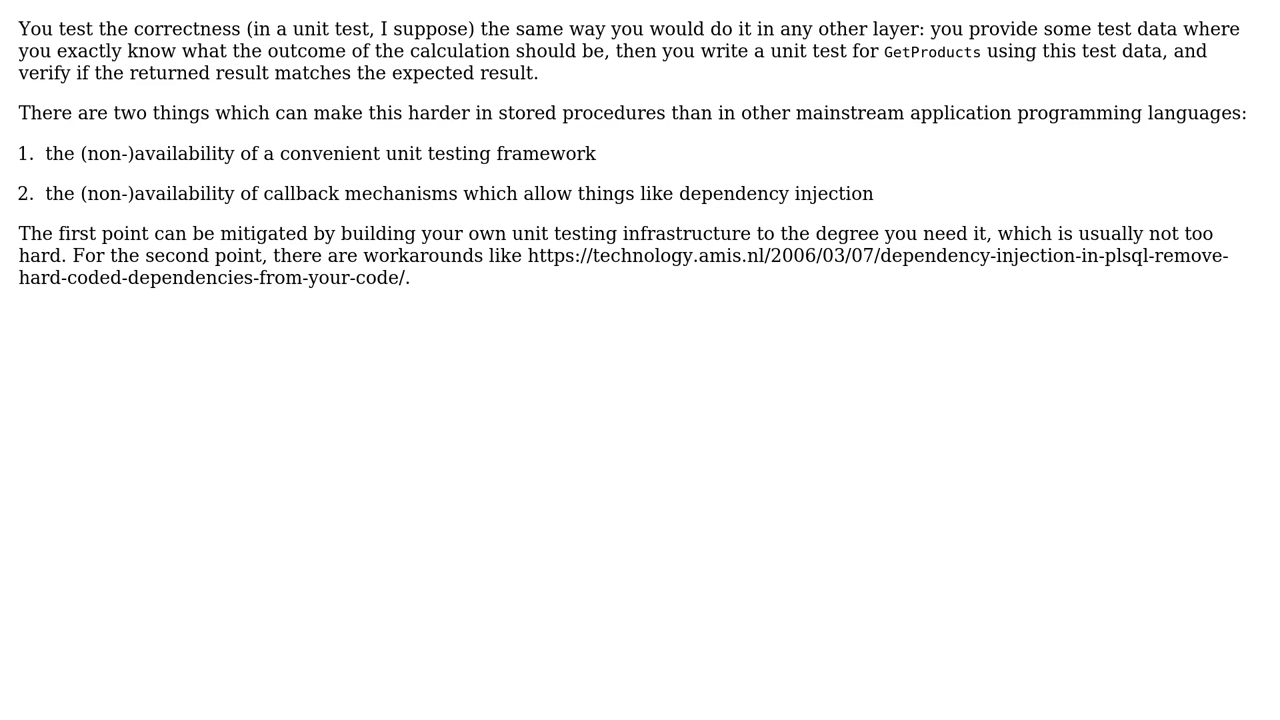 You test the correctness (in a unit test, I suppose) the same way you would do it in any other layer: you provide some test data where
you exactly know what the outcome of the calculation should be, then you write a unit test for GetProducts using this test data, and
verify if the returned result matches the expected result.
There are two things which can make this harder in stored procedures than in other mainstream application programming languages:
1. the (non-)availability of a convenient unit testing framework
2. the (non-)availability of callback mechanisms which allow things like dependency injection
The first point can be mitigated by building your own unit testing infrastructure to the degree you need it, which is usually not too
hard. For the second point, there are workarounds like https://technology.amis.nl/2006/03/07/dependency-injection-in-plsql-remove-
hard-coded-dependencies-from-your-code/.